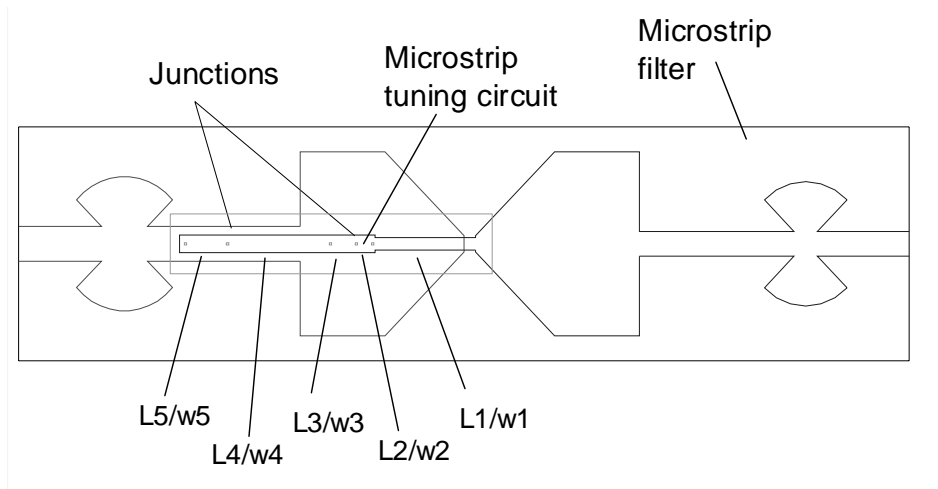 Microstrip
filter
Junctions
Microstrip
tuning circuit
L5/w5
L4/w4
L3/w3
L2/w2
L1/w1